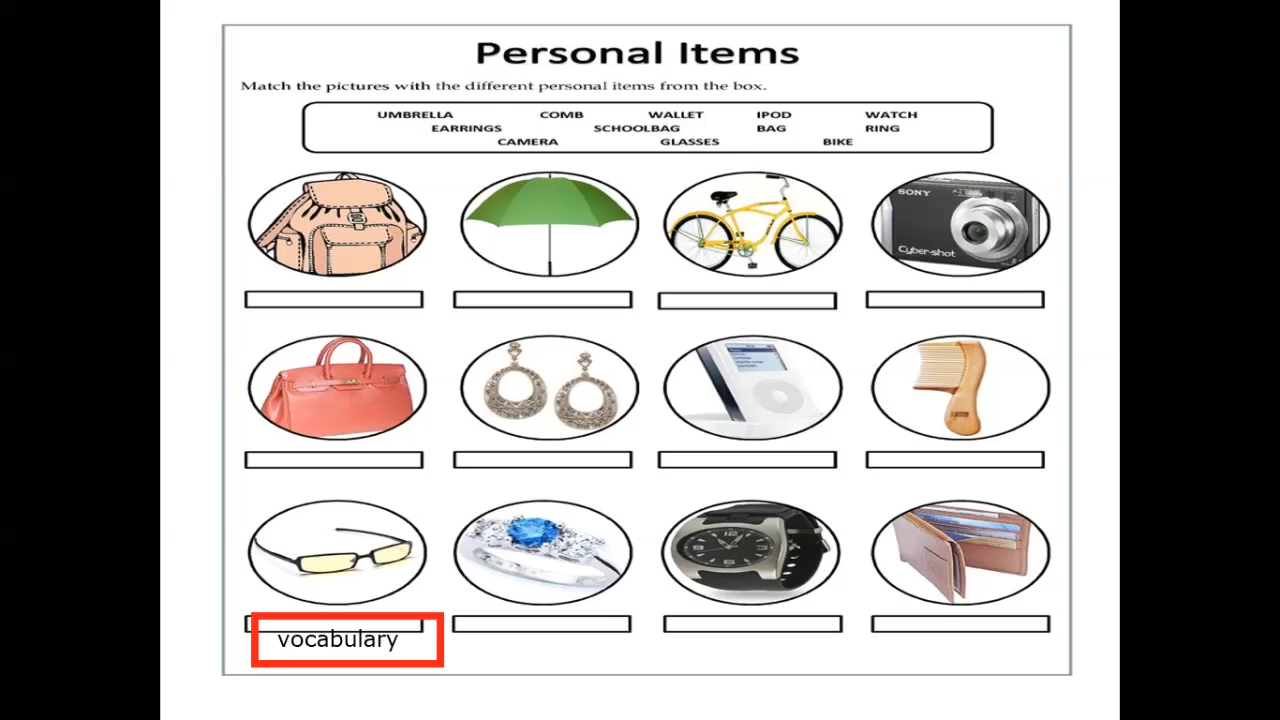 Personal Items
Match the pictures with the different personal items from the box.
UMBRELLA COMB WALLET IPOD WATCH
EARRINGS SCHOOLBAG BAG RING
CAMERA GLASSES BIKE
SONY
Cyber-shot
vocabulary